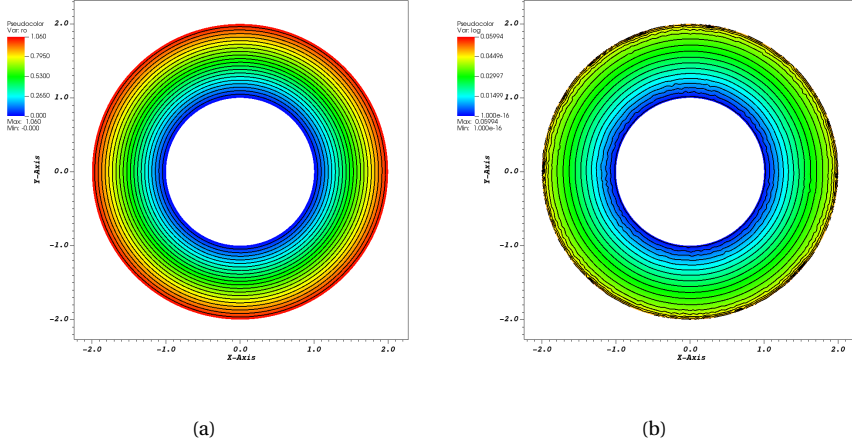 Pseudocolor
Var: ro
1.060
0.7950
0.5300
0.2650
0.000
Max: 1.060
Min: -0.000
2.0
1.0
0.0
-1.0
-2.0
Y-Axis
-2.0 -1.0 0.0 1.0 2.0
X-Axis
(a)
Pseudocolor
Var: log
0.05994
0.04496
0.02997
0.01499
1.000e-16
Max: 0.05994
Min: 1.000e-16
2.0
1.0
0.0
-1.0
-2.0
Y-Axis
-2.0 -1.0 0.0 1.0 2.0
X-Axis
(b)